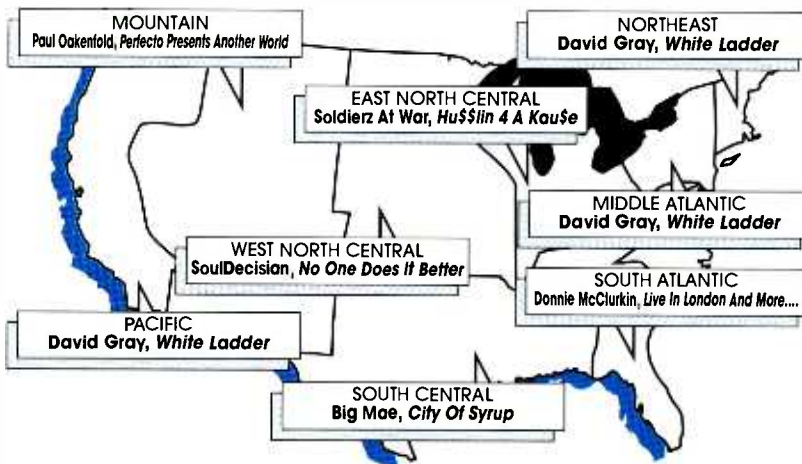 MOUNTAIN
Paul Oakenfold, Perfecto Presents Another World
NORTHEAST
David Gray, White Ladder
EAST NORTH CENTRAL
Soldierz At War, Hu$$lin 4 A Kau$e
MIDDLE ATLANTIC
David Gray, White Ladder
WEST NORTH CENTRAL
SoulDecisian, No One Does It Better
SOUTH ATLANTIC
Donnie McClurkin, Live In London And More....
PACIFIC
David Gray, White Ladder
SOUTH CENTRAL
Big Mae, City Of Syrup